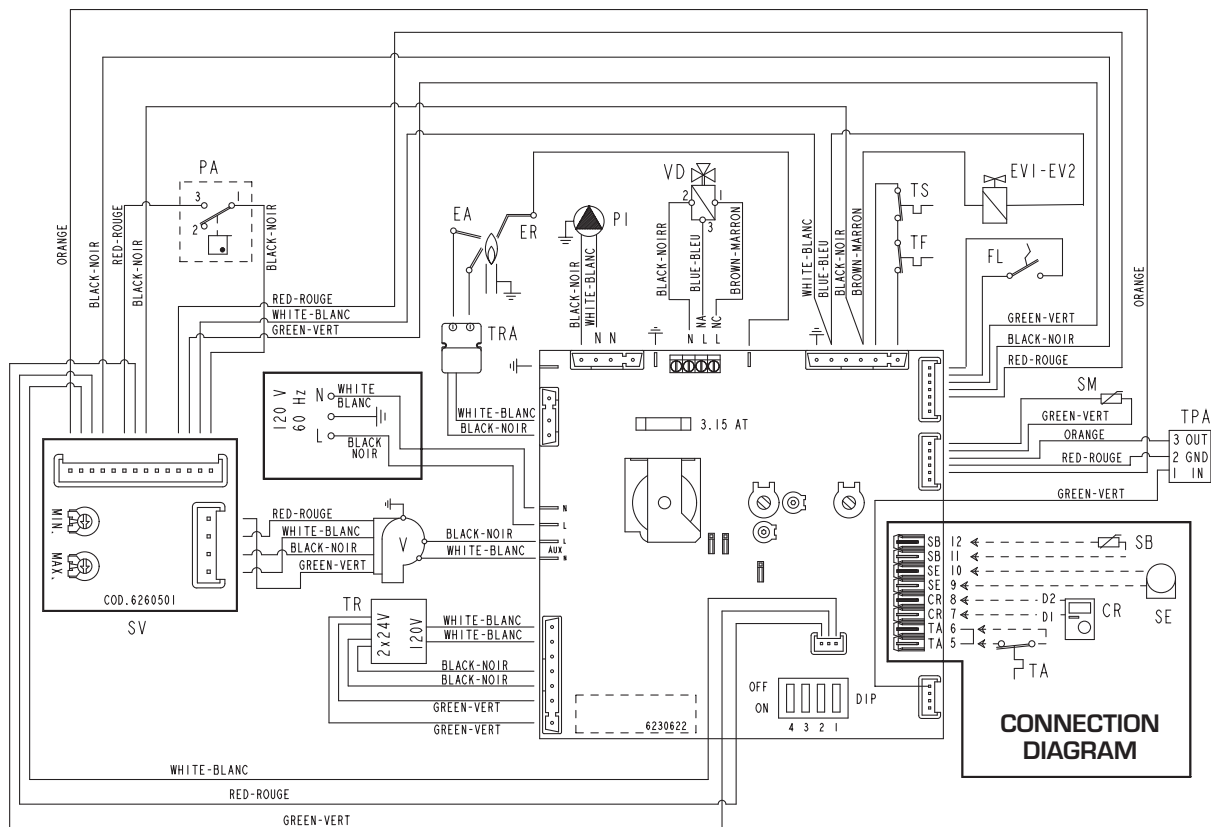 ORANGE
BLACK-NOIR
RED-ROUGE
BLACK-NOIR
PA
3
1
2
BLACK-NOIR
RED-ROUGE
WHITE-BLANC
GREEN-VERT
EA
ER
TRA
PI
BLACK-NOIR
WHITE-BLANC
N N
VD
2
1
3
BLACK-NOIRR
BLUE-BLEU
BROWN-MARRON
NA
NC
N L L
WHITE-BLANC
BLUE-BLEU
BLACK-NOIR
BROWN-MARRON
TS
TF
EV1-EV2
FL
ORANGE
GREEN-VERT
BLACK-NOIR
RED-ROUGE
SM
GREEN-VERT
ORANGE
RED-ROUGE
GREEN-VERT
TPA
3 OUT
2 GND
1 IN
120 V
60 Hz
N
WHITE
BLANC
L
BLACK
NOIR
WHITE-BLANC
BLACK-NOIR
3.15 AT
MIN.
MAX.
COD.6260501
SV
RED-ROUGE
WHITE-BLANC
BLACK-NOIR
GREEN-VERT
V
BLACK-NOIR
WHITE-BLANC
N
L
L
AUX
N
TR
2x24V
120V
WHITE-BLANC
WHITE-BLANC
BLACK-NOIR
BLACK-NOIR
GREEN-VERT
GREEN-VERT
6230622
OFF
ON
DIP
4 3 2 1
SB 12
SB 11
SE 10
SE 9
CR 8
CR 7
TA 6
TA 5
SB
SE
D2
D1
CR
TA
CONNECTION
DIAGRAM
WHITE-BLANC
RED-ROUGE
GREEN-VERT